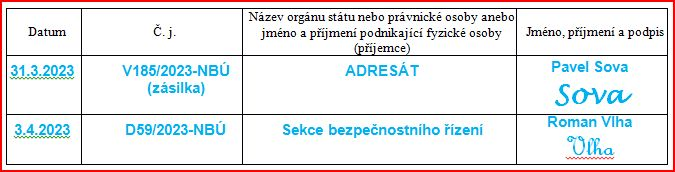 Datum
Č. j.
Název orgánu státu nebo právnické osoby anebo
jméno a příjmení podnikající fyzické osoby
(příjemce)
Jméno, příjmení a podpis
31.3.2023
V185/2023-NBÚ
(zásilka)
ADRESÁT
Pavel Sova
Sova
3.4.2023
D59/2023-NBÚ
Sekce bezpečnostního řízení
Roman Vlha
Vlha